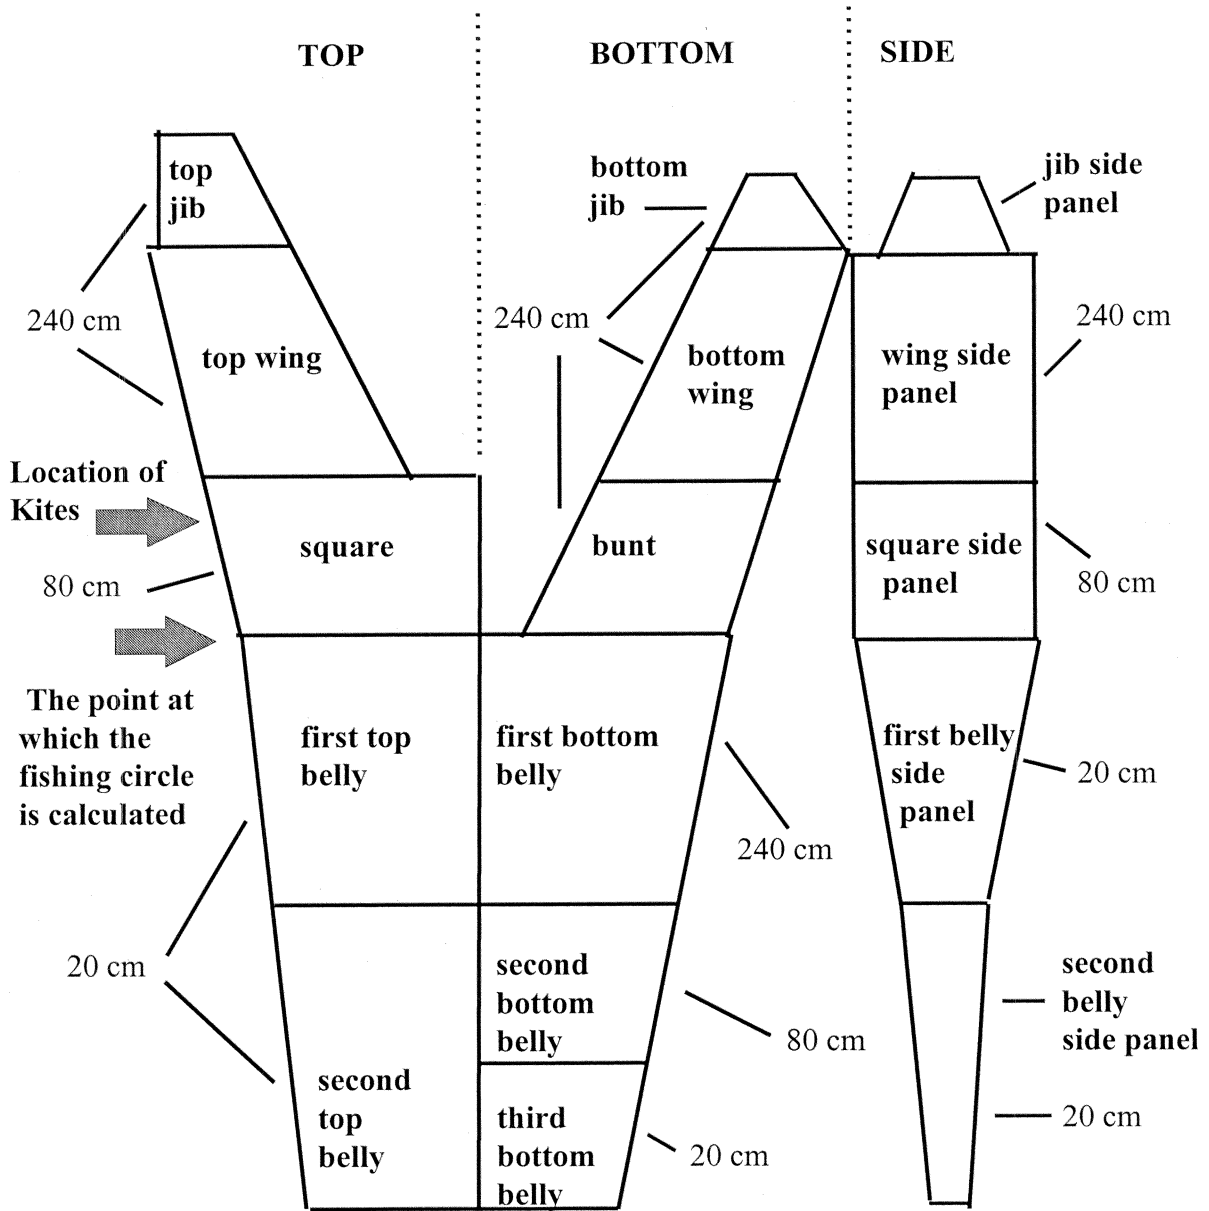 TOP
BOTTOM
SIDE
top
jib
240 cm
top wing
Location of
Kites
square
80 cm
The point at
which the
fishing circle
is calculated
first top
belly
20 cm
second
top
belly
bottom
jib
240 cm
bottom
wing
bunt
first bottom
belly
240 cm
second
bottom
belly
80 cm
third
bottom
belly
20 cm
jib side
panel
240 cm
wing side
panel
square side
panel
80 cm
first belly
side
panel
20 cm
second
belly
side panel
20 cm